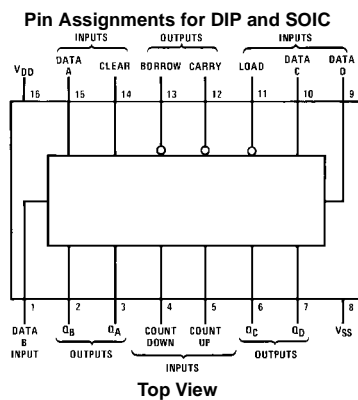 Pin Assignments for DIP and SOIC
INPUTS OUTPUTS INPUTS
VDD DATA A CLEAR BORROW CARRY LOAD DATA C DATA D
16 15 14 13 12 11 10 9
1 2 3 4 5 6 7 8
DATA B INPUT QB QA COUNT DOWN COUNT UP QC QD VSS
OUTPUTS INPUTS OUTPUTS
Top View